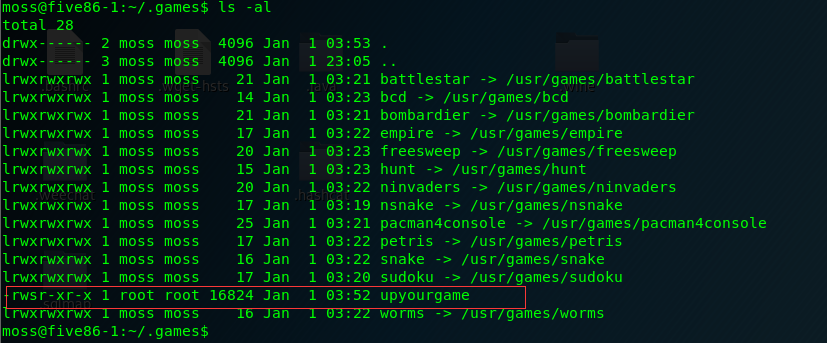 moss@five86-1:~/.games$ ls -al
total 28
drwx------ 2 moss moss  4096 Jan  1 03:53 .
drwx------ 3 moss moss  4096 Jan  1 23:05 ..
lrwxrwxrwx 1 moss moss    21 Jan  1 03:21 battlestar -> /usr/games/battlestar
lrwxrwxrwx 1 moss moss    14 Jan  1 03:23 bcd -> /usr/games/bcd
lrwxrwxrwx 1 moss moss    21 Jan  1 03:21 bombardier -> /usr/games/bombardier
lrwxrwxrwx 1 moss moss    17 Jan  1 03:22 empire -> /usr/games/empire
lrwxrwxrwx 1 moss moss    20 Jan  1 03:23 freesweep -> /usr/games/freesweep
lrwxrwxrwx 1 moss moss    15 Jan  1 03:23 hunt -> /usr/games/hunt
lrwxrwxrwx 1 moss moss    20 Jan  1 03:22 ninvaders -> /usr/games/ninvaders
lrwxrwxrwx 1 moss moss    17 Jan  1 03:19 nsnake -> /usr/games/nsnake
lrwxrwxrwx 1 moss moss    25 Jan  1 03:21 pacman4console -> /usr/games/pacman4console
lrwxrwxrwx 1 moss moss    17 Jan  1 03:22 petris -> /usr/games/petris
lrwxrwxrwx 1 moss moss    16 Jan  1 03:22 snake -> /usr/games/snake
lrwxrwxrwx 1 moss moss    17 Jan  1 03:20 sudoku -> /usr/games/sudoku
-rwsr-xr-x 1 root root 16824 Jan  1 03:52 upyourgame
lrwxrwxrwx 1 moss moss    16 Jan  1 03:22 worms -> /usr/games/worms
moss@five86-1:~/.games$